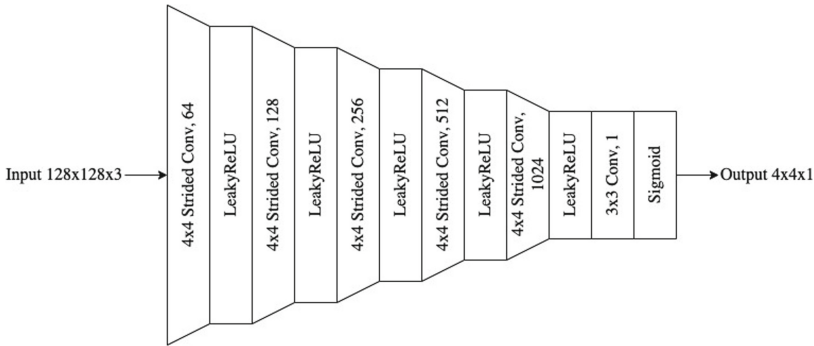 Input 128x128x3
4x4 Strided Conv, 64
LeakyReLU
4x4 Strided Conv, 128
LeakyReLU
4x4 Strided Conv, 256
LeakyReLU
4x4 Strided Conv, 512
LeakyReLU
4x4 Strided Conv,
1024
LeakyReLU
3x3 Conv, 1
Sigmoid
Output 4x4x1